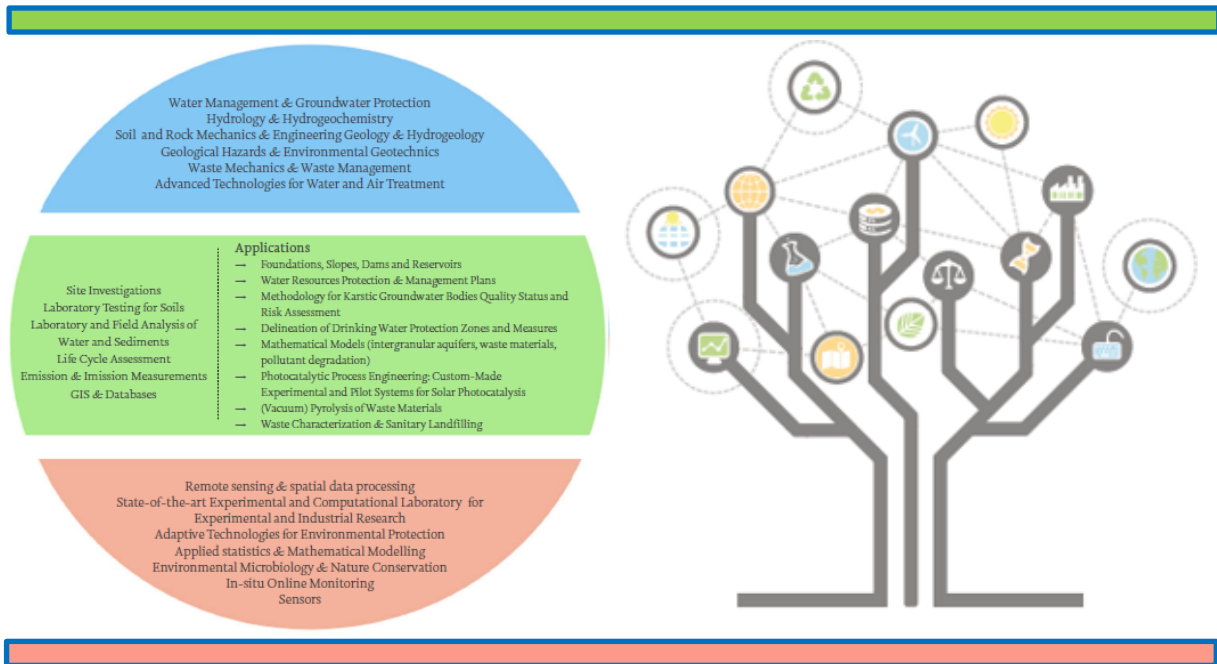 Water Management & Groundwater Protection
Hydrology & Hydrogeochemistry
Soil and Rock Mechanics & Engineering Geology & Hydrogeology
Geological Hazards & Environmental Geotechnics
Waste Mechanics & Waste Management
Advanced Technologies for Water and Air Treatment
Site Investigations
Laboratory Testing for Soils
Laboratory and Field Analysis of
Water and Sediments
Life Cycle Assessment
Emission & Imission Measurements
GIS & Databases
Applications
→ Foundations, Slopes, Dams and Reservoirs
→ Water Resources Protection & Management Plans
→ Methodology for Karstic Groundwater Bodies Quality Status and
Risk Assessment
→ Delineation of Drinking Water Protection Zones and Measures
→ Mathematical Models (intergranular aquifers, waste materials,
pollutant degradation)
→ Photocatalytic Process Engineering: Custom-Made
Experimental and Pilot Systems for Solar Photocatalysis
→ (Vacuum) Pyrolysis of Waste Materials
→ Waste Characterization & Sanitary Landfilling
Remote sensing & spatial data processing
State-of-the-art Experimental and Computational Laboratory for
Experimental and Industrial Research
Adaptive Technologies for Environmental Protection
Applied statistics & Mathematical Modelling
Environmental Microbiology & Nature Conservation
In-situ Online Monitoring
Sensors